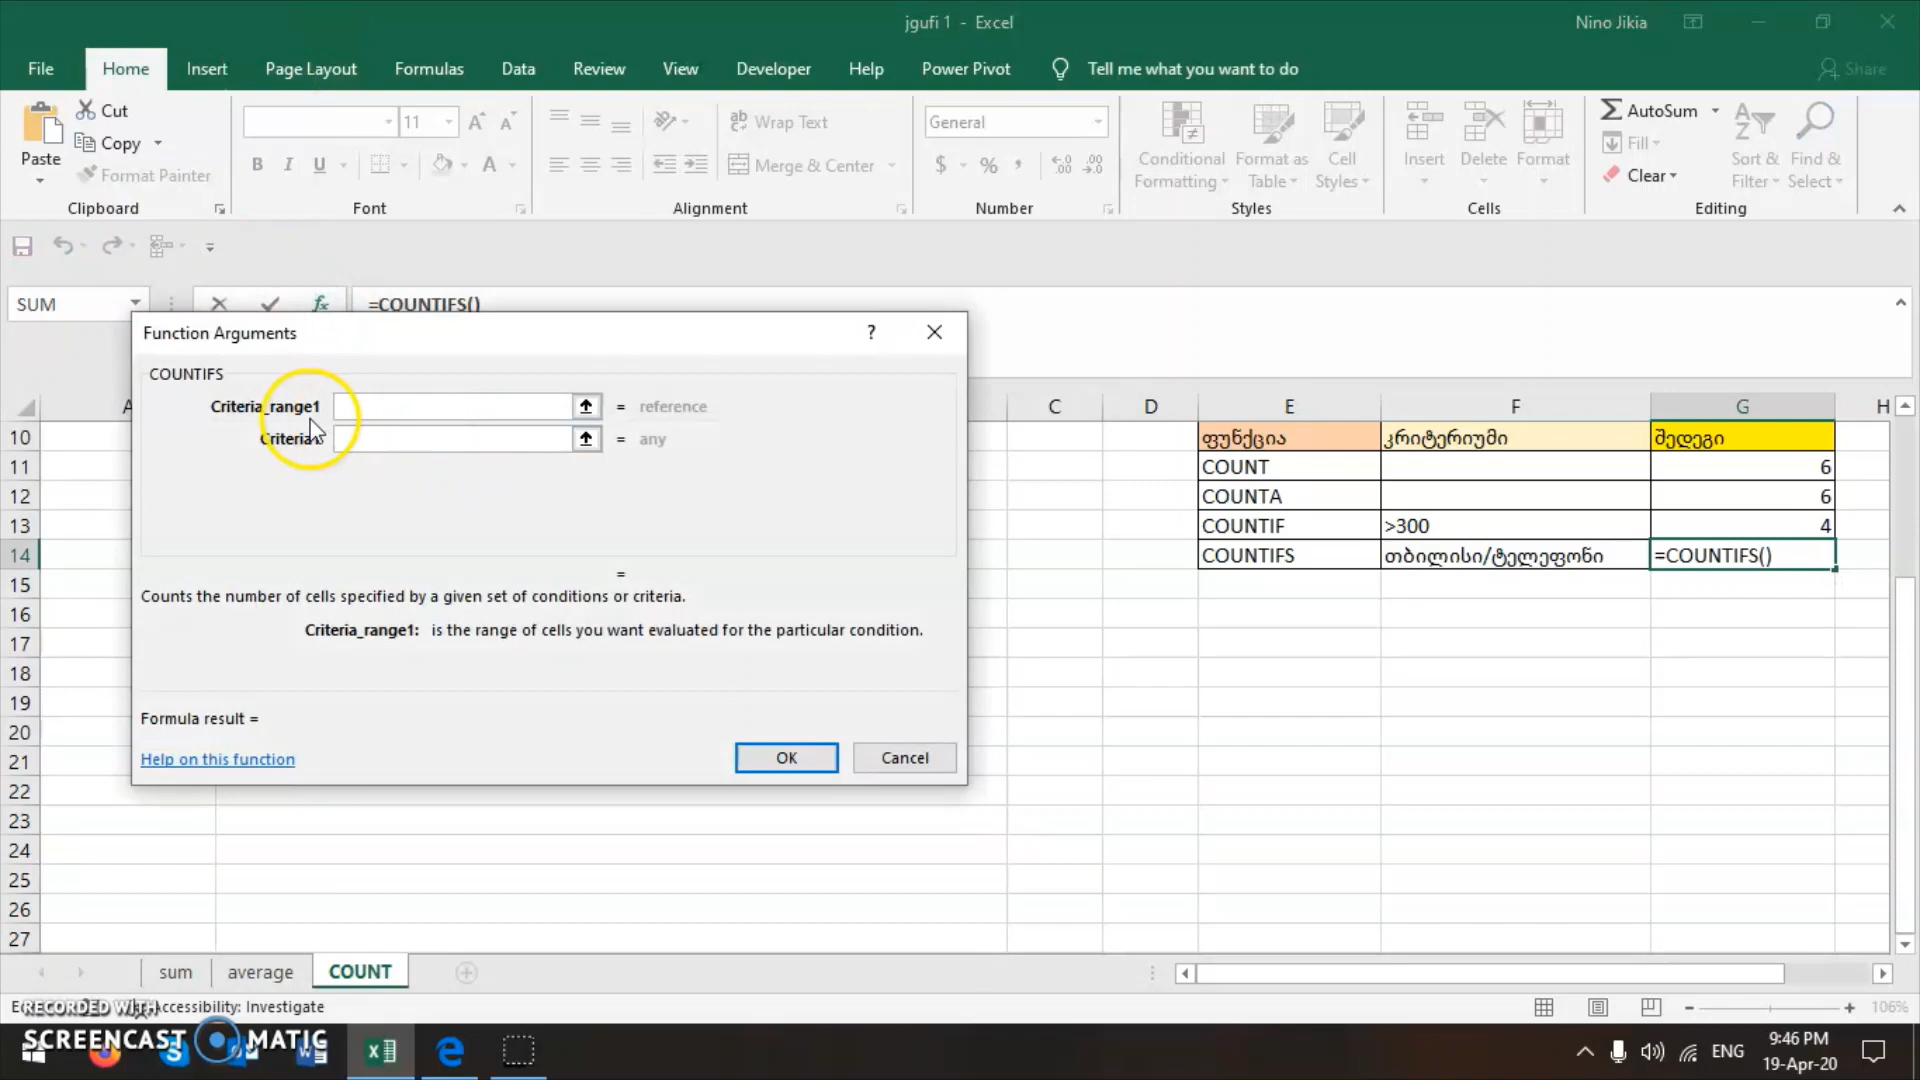 jgufi 1 - Excel
Nino Jikia
File Home Insert Page Layout Formulas Data Review View Developer Help Power Pivot Tell me what you want to do Share
Paste
Cut
Copy
Format Painter
Clipboard
11
B I U
Font
Wrap Text
Merge & Center
Alignment
General
$ % ,
Number
Conditional Formatting
Format as Table
Cell Styles
Styles
Insert Delete Format
Cells
AutoSum
Fill
Clear
Sort & Filter
Find & Select
Editing
SUM
fx
=COUNTIFS()
Function Arguments
?
COUNTIFS
Criteria_range1 = reference
= any
=
Counts the number of cells specified by a given set of conditions or criteria.
Criteria_range1: is the range of cells you want evaluated for the particular condition.
Formula result =
Help on this function
OK Cancel
A C D E F G H
10 ფუნქცია კრიტერიუმი შედეგი
11 COUNT 6
12 COUNTA 6
13 COUNTIF >300 4
14 COUNTIFS თბილისი/ტელეფონი =COUNTIFS()
15
16
17
18
19
20
21
22
23
24
25
26
27
sum average COUNT
Accessibility: Investigate
106%
RECORDED WITH
SCREENCAST MATIC
ENG
9:46 PM
19-Apr-20